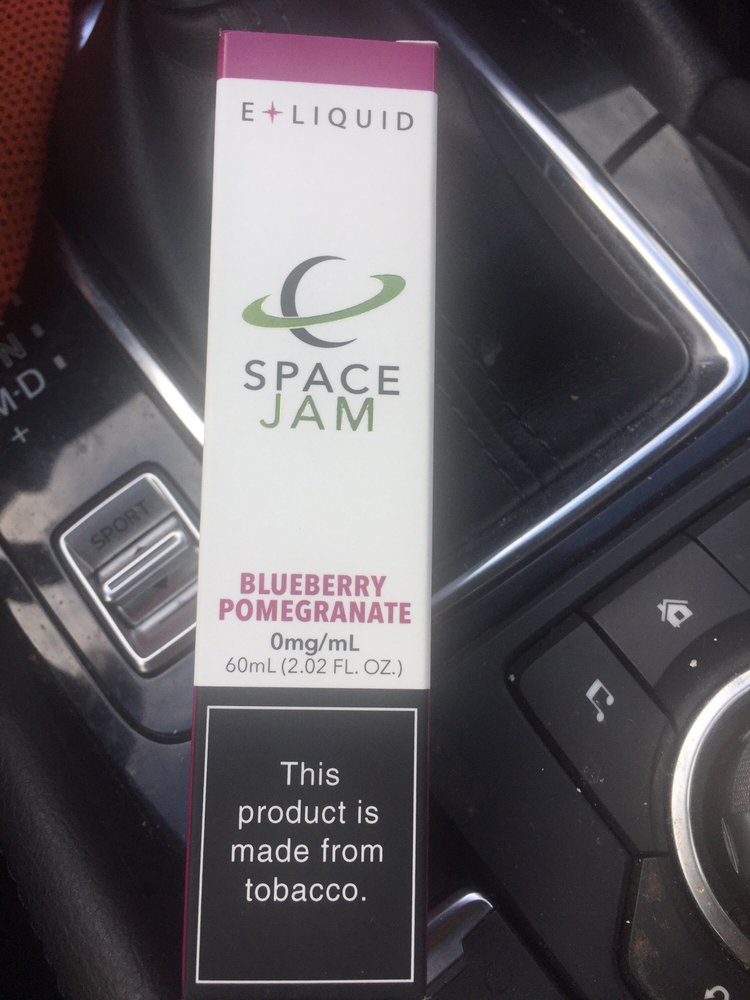 E LIQUID
SPACE
JAM
BLUEBERRY
POMEGRANATE
0mg/mL
60mL (2.02 FL. OZ.)
This
product is
made from
tobacco.
N
M-D
+
SPORT